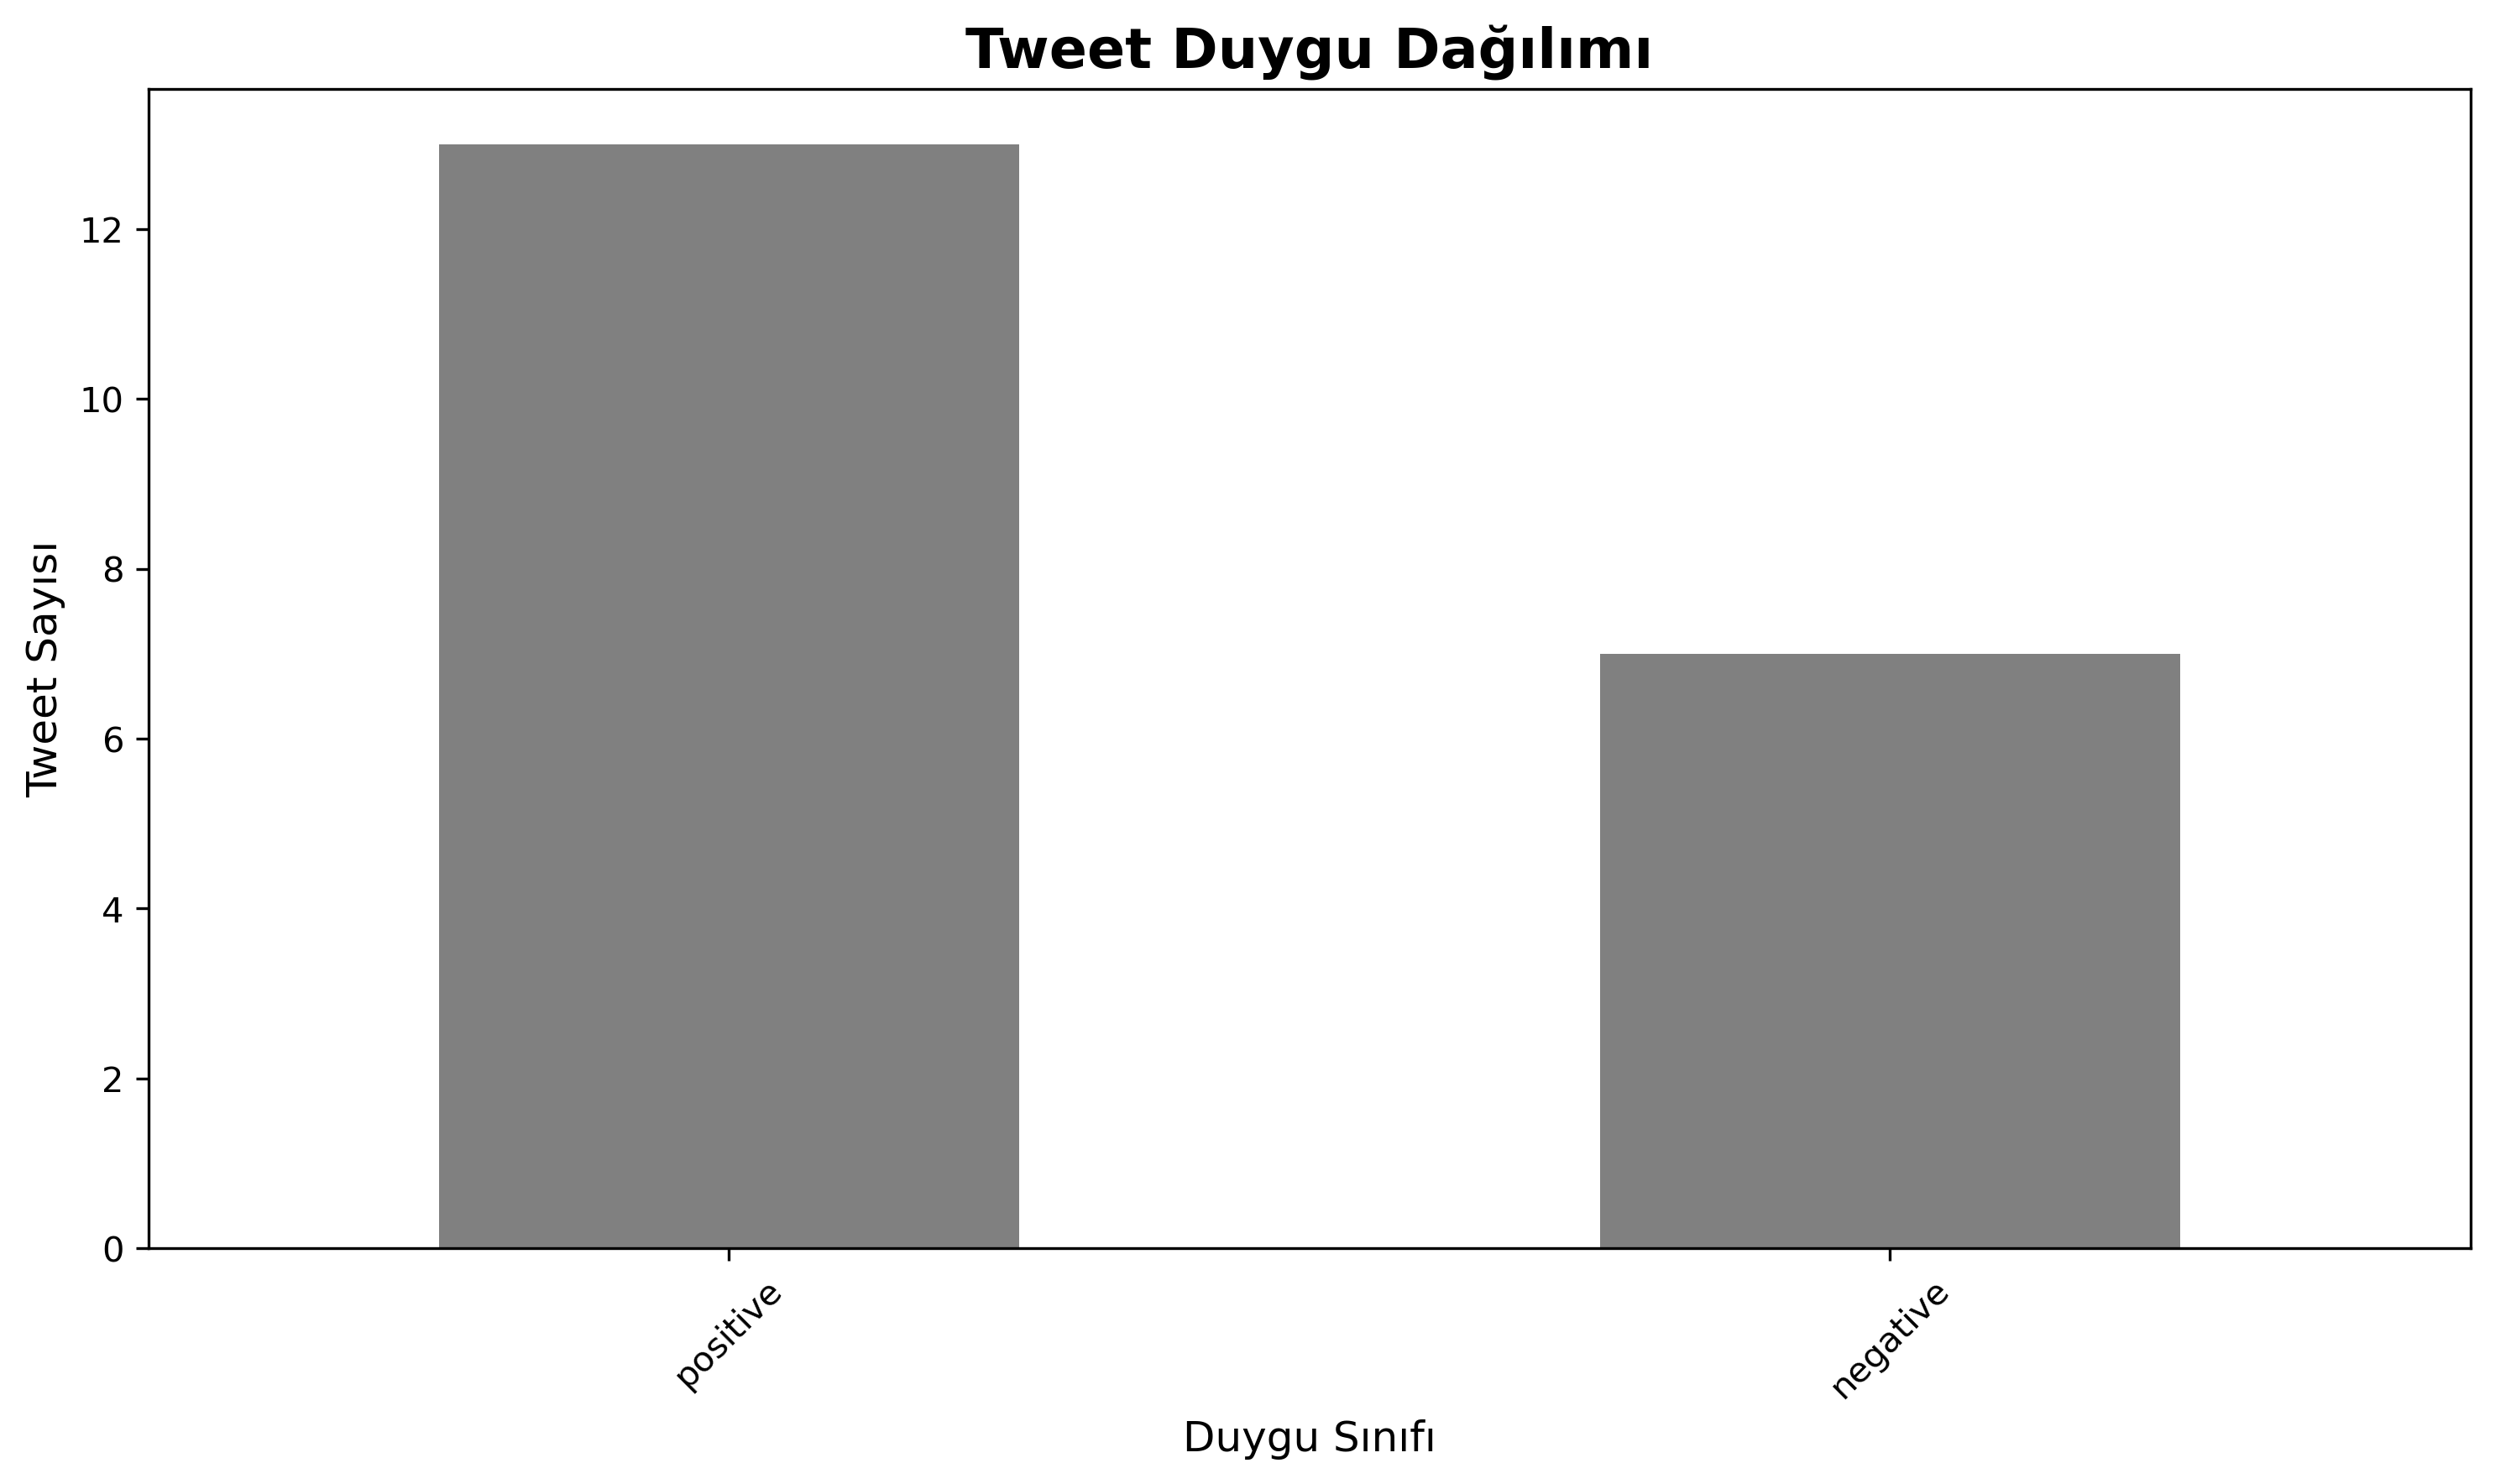 Tweet Duygu Dağılımı
Tweet Sayısı
12
10
8
6
4
2
0
positive
negative
Duygu Sınıfı